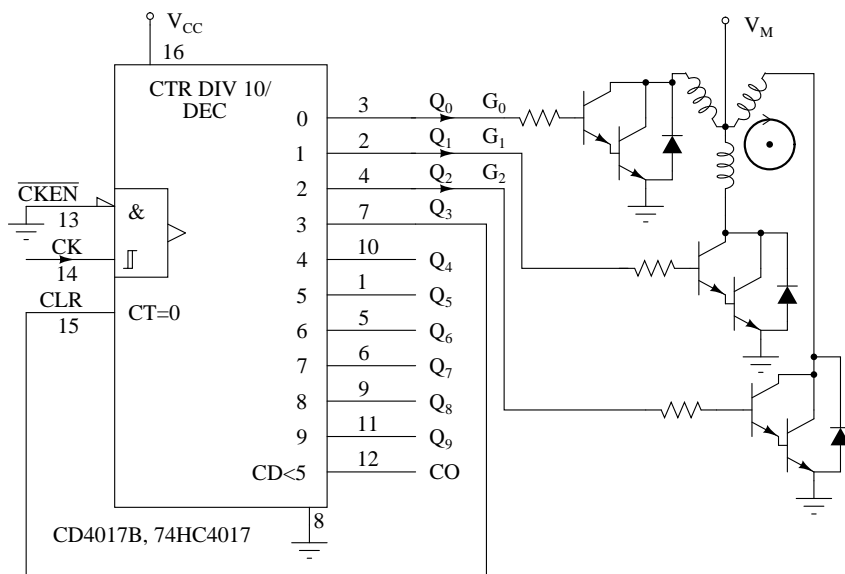 V_CC
V_M
16
CTR DIV 10/
DEC
0 3 Q_0 G_0
1 2 Q_1 G_1
2 4 Q_2 G_2
3 7 Q_3
4 10 Q_4
5 1 Q_5
6 5 Q_6
7 6 Q_7
8 9 Q_8
9 11 Q_9
CD<5 12 CO
CKEN
13
&
CK
14
CLR
15
CT=0
8
CD4017B, 74HC4017